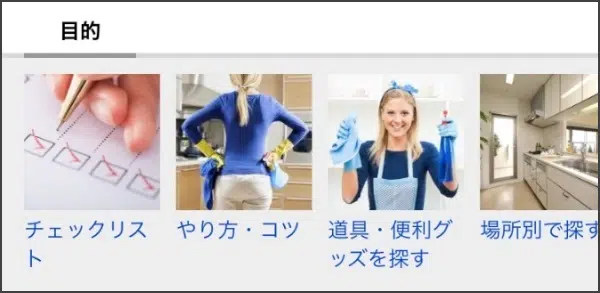 目的
チェックリス
ト
やり方・コツ
道具・便利グ
ッズを探す
場所別で探す